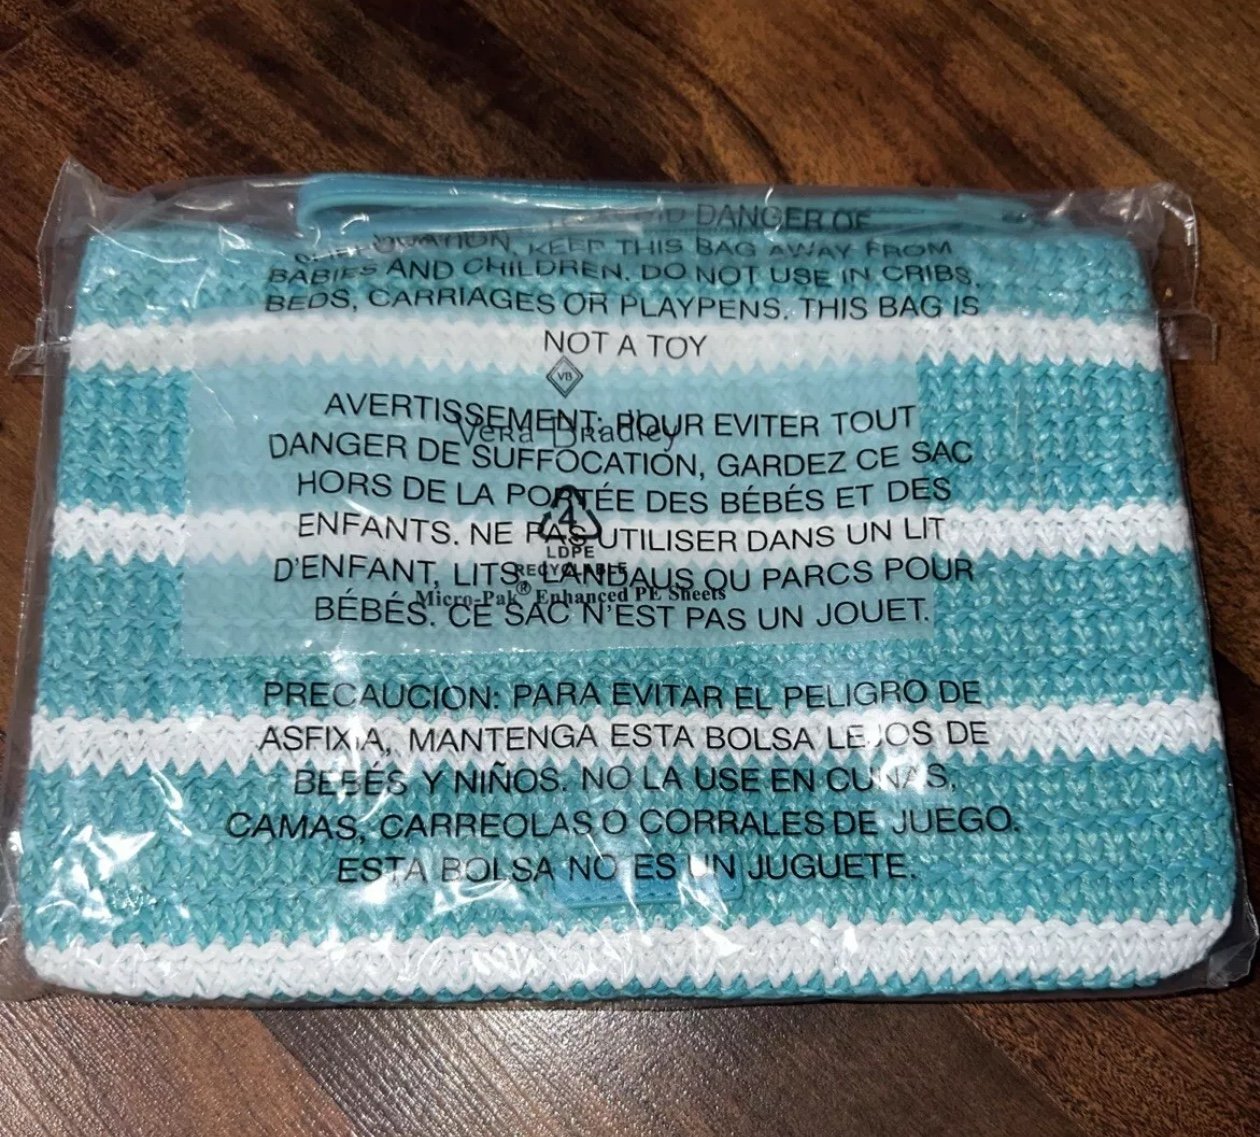 TO AVOID DANGER OF
SUFFOCATION, KEEP THIS BAG AWAY FROM
BABIES AND CHILDREN. DO NOT USE IN CRIBS,
BEDS, CARRIAGES OR PLAYPENS. THIS BAG IS
NOT A TOY
VB
AVERTISSEMENT: POUR EVITER TOUT
Vera Bradley
DANGER DE SUFFOCATION, GARDEZ CE SAC
HORS DE LA PORTÉE DES BÉBÉS ET DES
4
ENFANTS. NE PAS UTILISER DANS UN LIT
LDPE
D'ENFANT, LITS, LANDAUS OU PARCS POUR
RECYCLABLE
Micro-Pak® Enhanced PE Sheets
BÉBÉS. CE SAC N'EST PAS UN JOUET.
PRECAUCION: PARA EVITAR EL PELIGRO DE
ASFIXIA, MANTENGA ESTA BOLSA LEJOS DE
BEBÉS Y NIÑOS. NO LA USE EN CUNAS,
CAMAS, CARREOLAS O CORRALES DE JUEGO.
ESTA BOLSA NO ES UN JUGUETE.